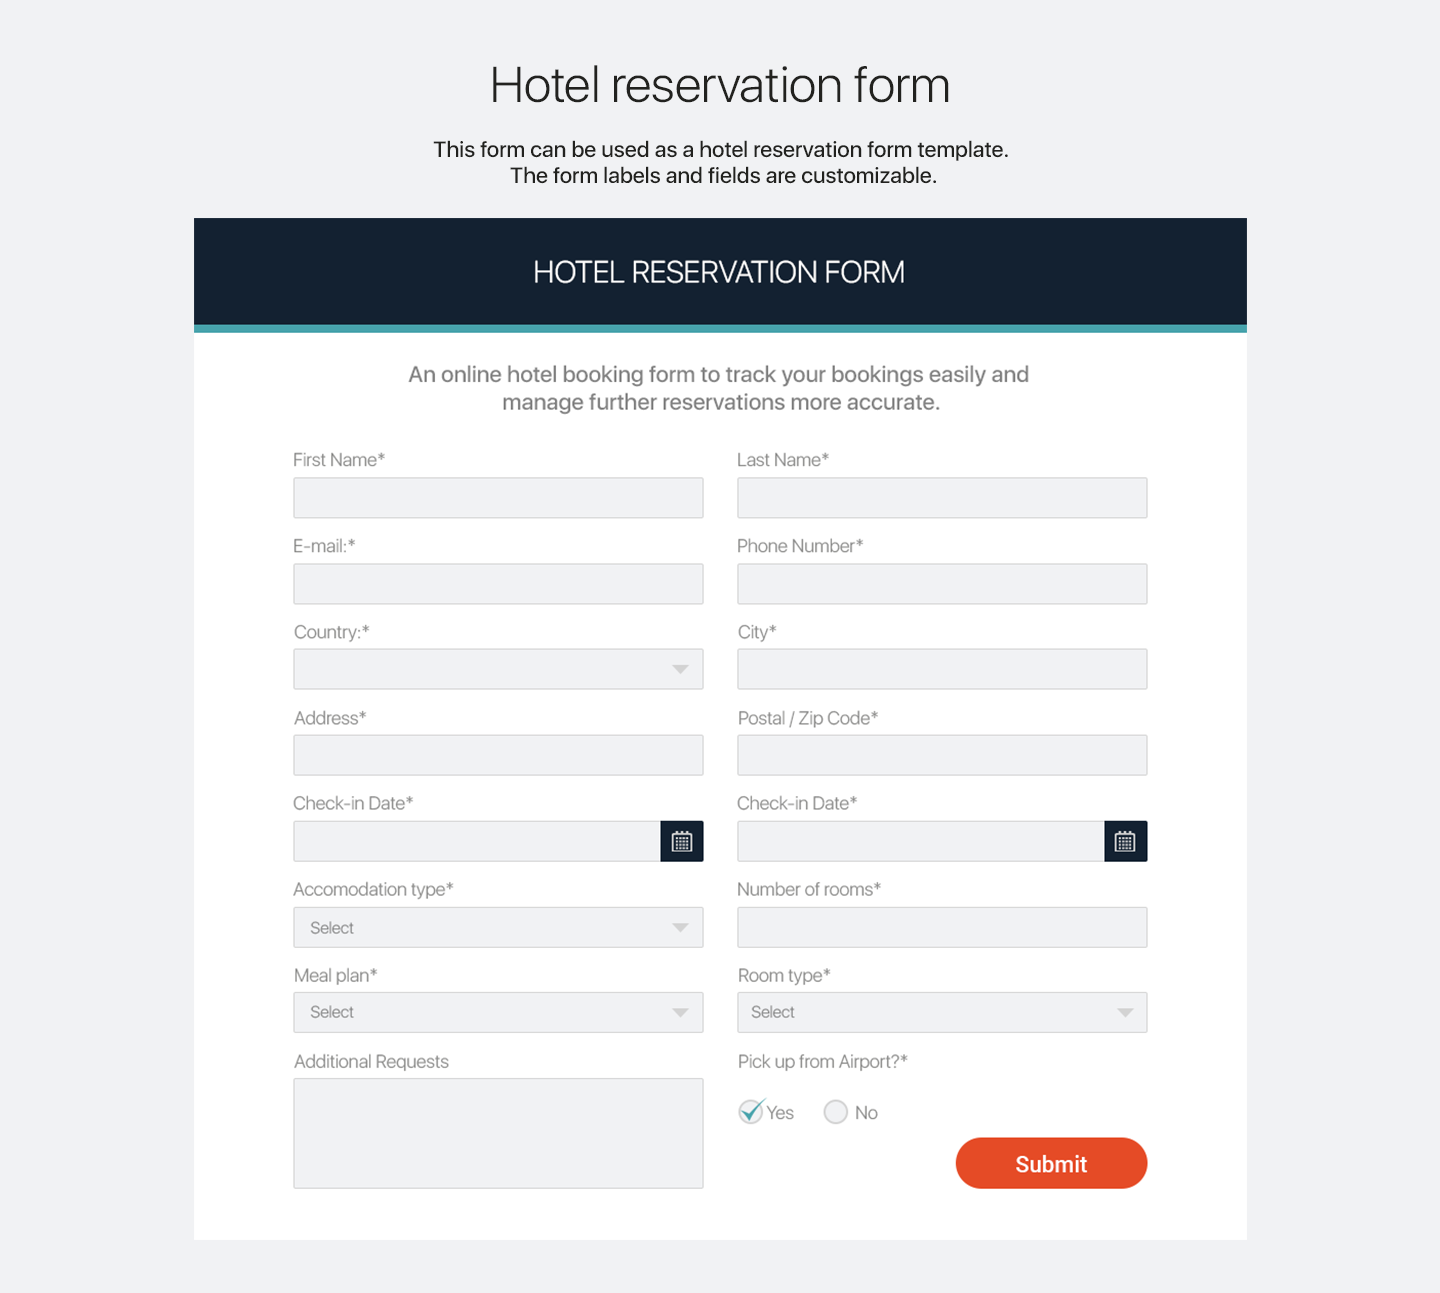 Hotel reservation form
This form can be used as a hotel reservation form template.
The form labels and fields are customizable.
HOTEL RESERVATION FORM
An online hotel booking form to track your bookings easily and
manage further reservations more accurate.
First Name*
Last Name*
E-mail:*
Phone Number*
Country:*
City*
Address*
Postal / Zip Code*
Check-in Date*
Check-in Date*
Accomodation type*
Number of rooms*
Select
Meal plan*
Room type*
Select
Select
Additional Requests
Pick up from Airport?*
Yes
No
Submit